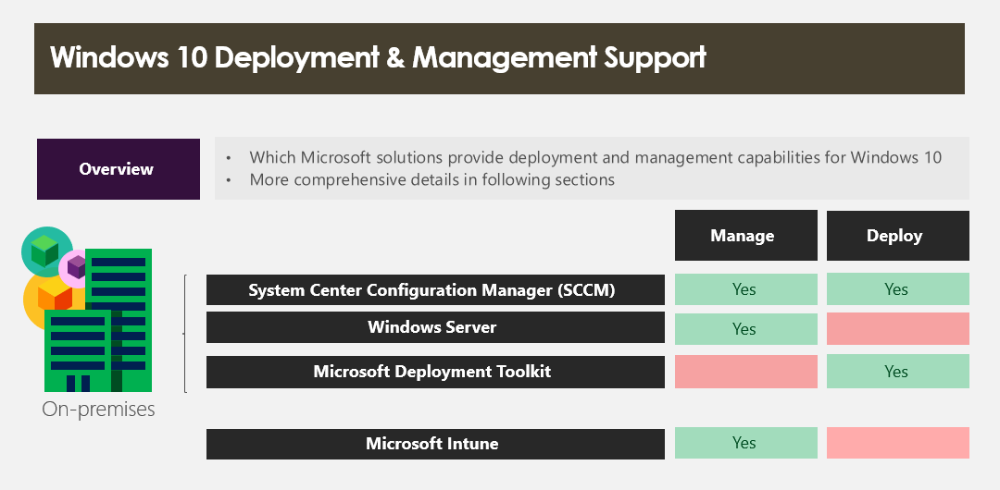 Windows 10 Deployment & Management Support
Overview
• Which Microsoft solutions provide deployment and management capabilities for Windows 10
• More comprehensive details in following sections
Manage Deploy
System Center Configuration Manager (SCCM) Yes Yes
Windows Server Yes
Microsoft Deployment Toolkit Yes
On-premises
Microsoft Intune Yes